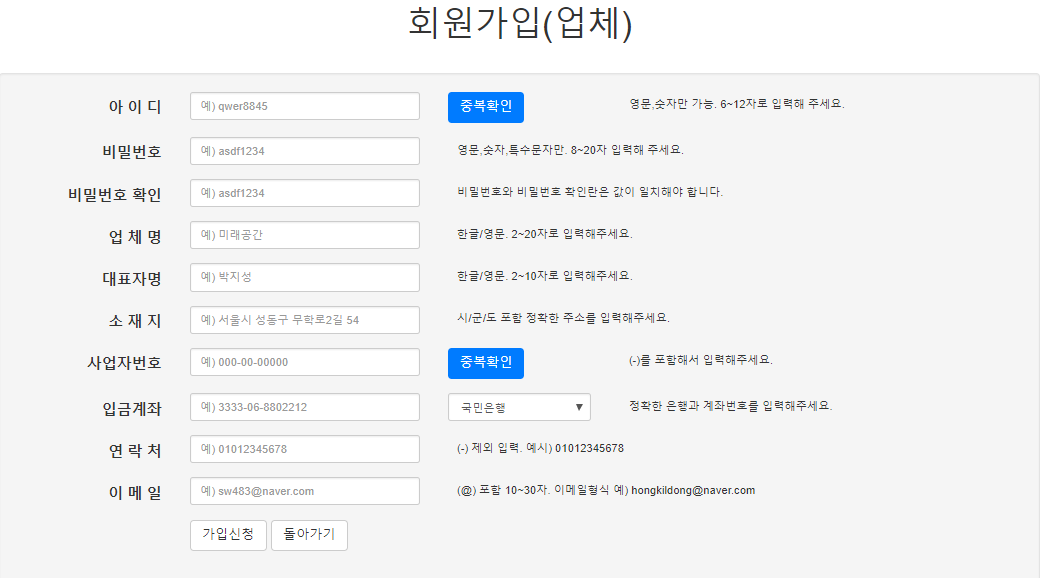 회원가입(업체)
아 이 디 예) qwer8845 중복확인 영문,숫자만 가능. 6~12자로 입력해 주세요.
비밀번호 예) asdf1234 영문,숫자,특수문자만. 8~20자 입력해 주세요.
비밀번호 확인 예) asdf1234 비밀번호와 비밀번호 확인란은 값이 일치해야 합니다.
업 체 명 예) 미래공간 한글/영문. 2~20자로 입력해주세요.
대표자명 예) 박지성 한글/영문. 2~10자로 입력해주세요.
소 재 지 예) 서울시 성동구 무학로2길 54 시/군/도 포함 정확한 주소를 입력해주세요.
사업자번호 예) 000-00-00000 중복확인 (-)를 포함해서 입력해주세요.
입금계좌 예) 3333-06-8802212 국민은행 ▼ 정확한 은행과 계좌번호를 입력해주세요.
연 락 처 예) 01012345678 (-) 제외 입력. 예시) 01012345678
이 메 일 예) sw483@naver.com (@) 포함 10~30자. 이메일형식 예) hongkildong@naver.com
가입신청 돌아가기